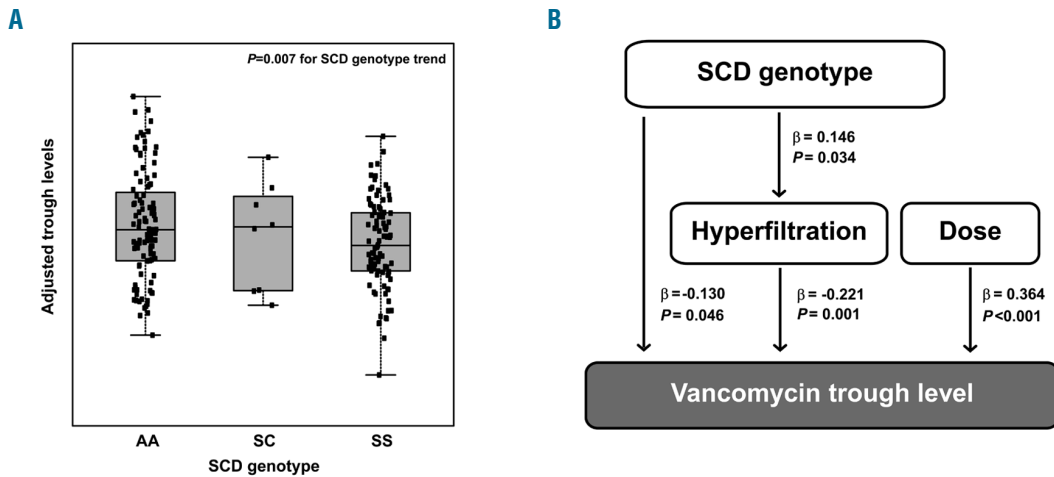 A
P=0.007 for SCD genotype trend
Adjusted trough levels
AA SC SS
SCD genotype
B
SCD genotype
β = 0.146
P = 0.034
Hyperfiltration
Dose
β =-0.130
P = 0.046
β = -0.221
P = 0.001
β = 0.364
P<0.001
Vancomycin trough level